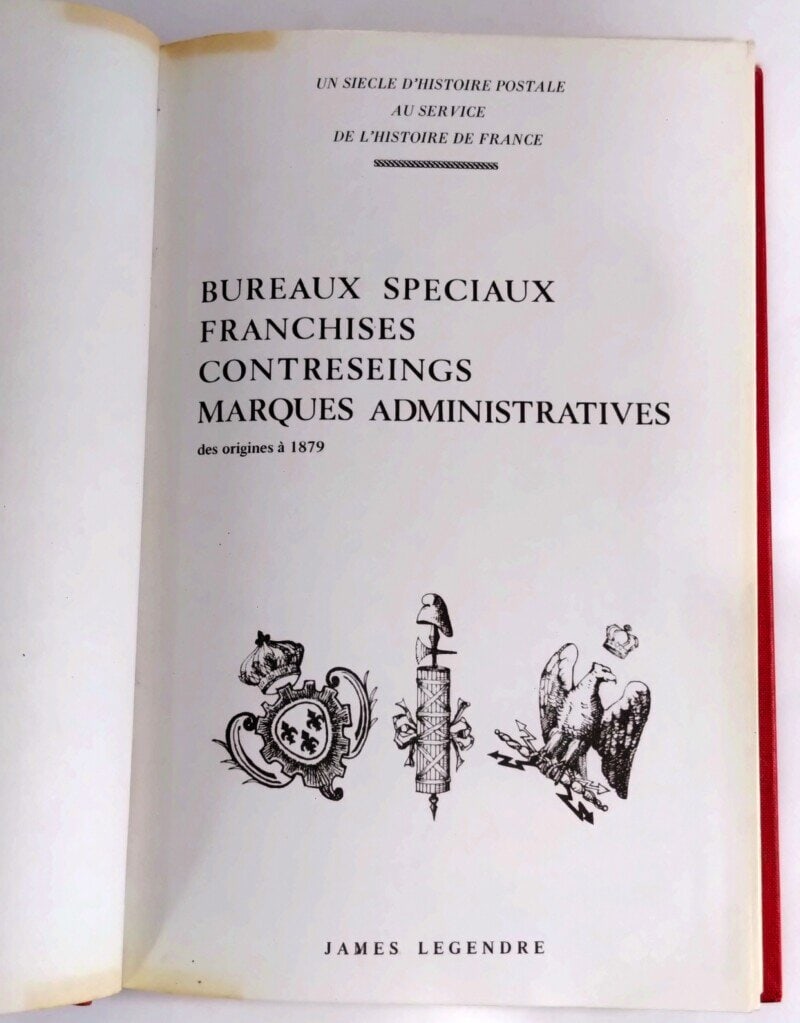 UN SIECLE D'HISTOIRE POSTALE
AU SERVICE
DE L'HISTOIRE DE FRANCE
BUREAUX SPECIAUX
FRANCHISES
CONTRESEINGS
MARQUES ADMINISTRATIVES
des origines à 1879
JAMES LEGENDRE